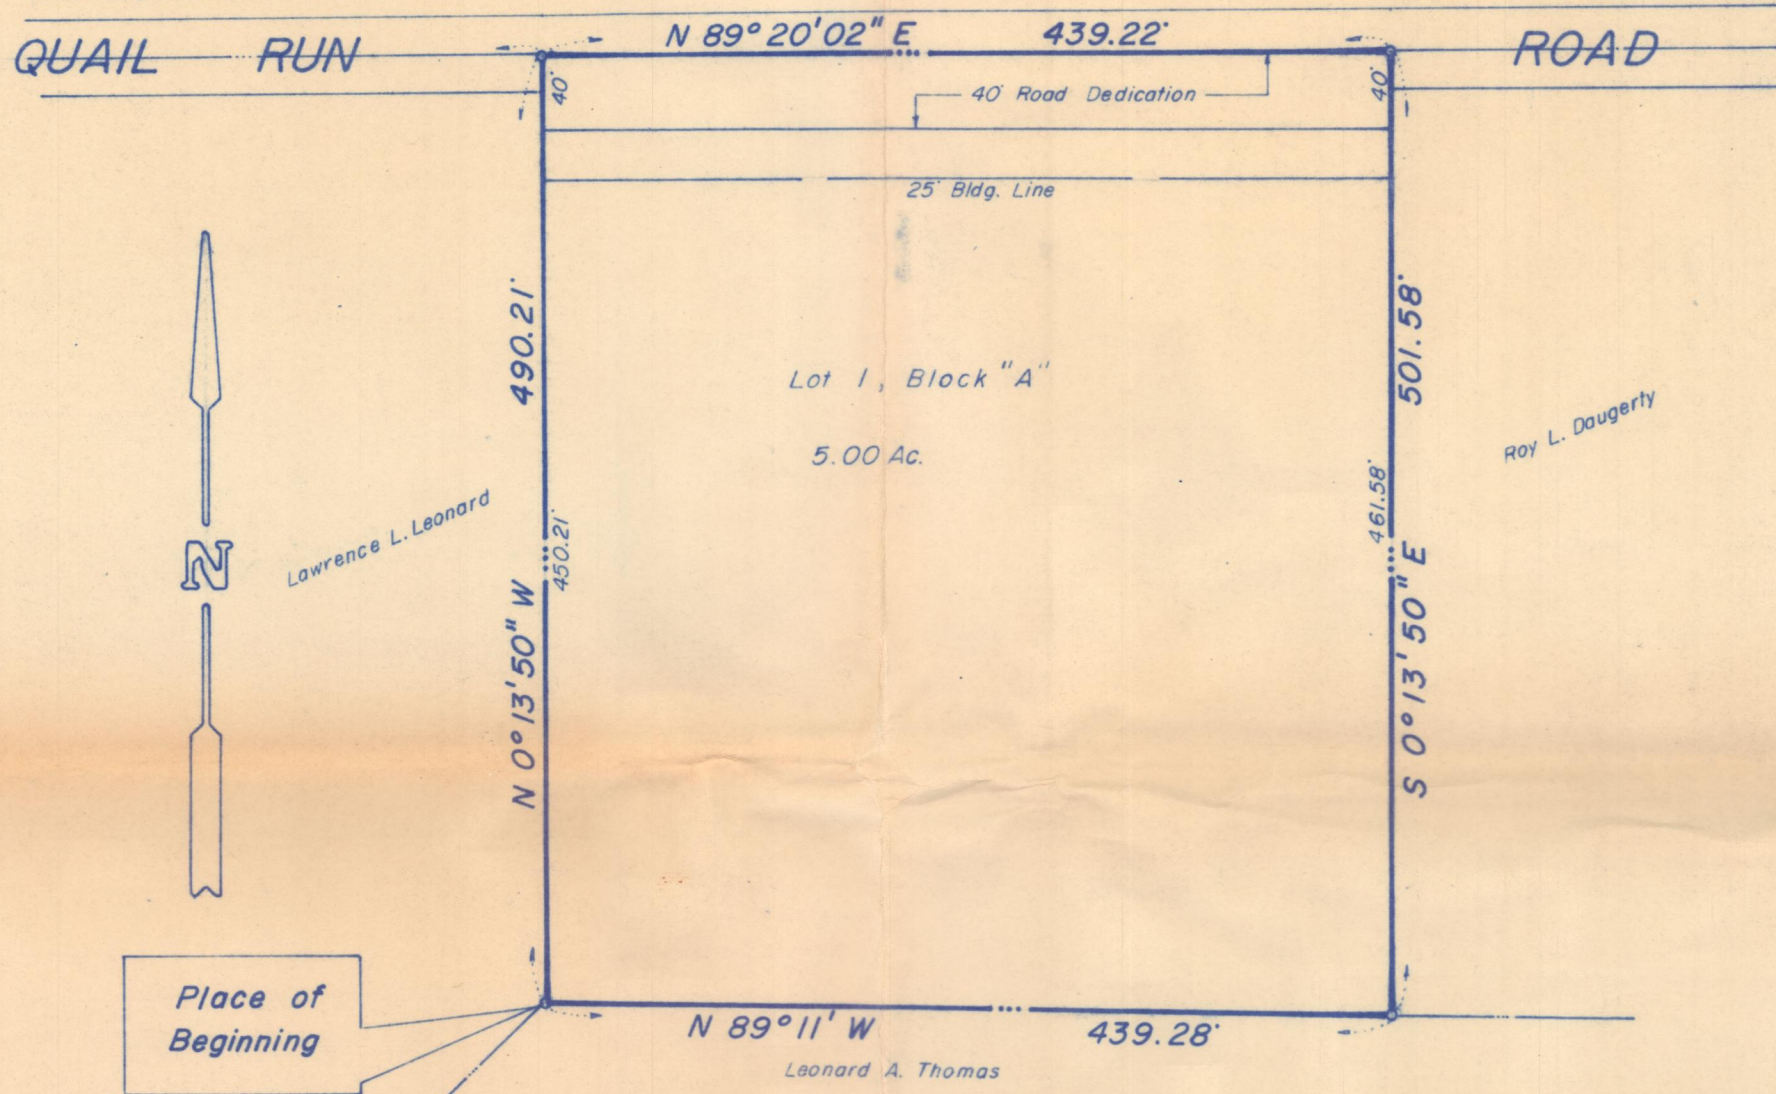 QUAIL RUN ROAD
N 89° 20' 02" E 439.22'
40' 40'
40' Road Dedication
25' Bldg. Line
490.21'
501.58'
Lot 1, Block "A"
5.00 Ac.
Roy L. Daugerty
Lawrence L. Leonard
450.21'
461.58'
N
N 0° 13' 50" W
S 0° 13' 50" E
Place of
Beginning
N 89° 11' W 439.28'
Leonard A. Thomas